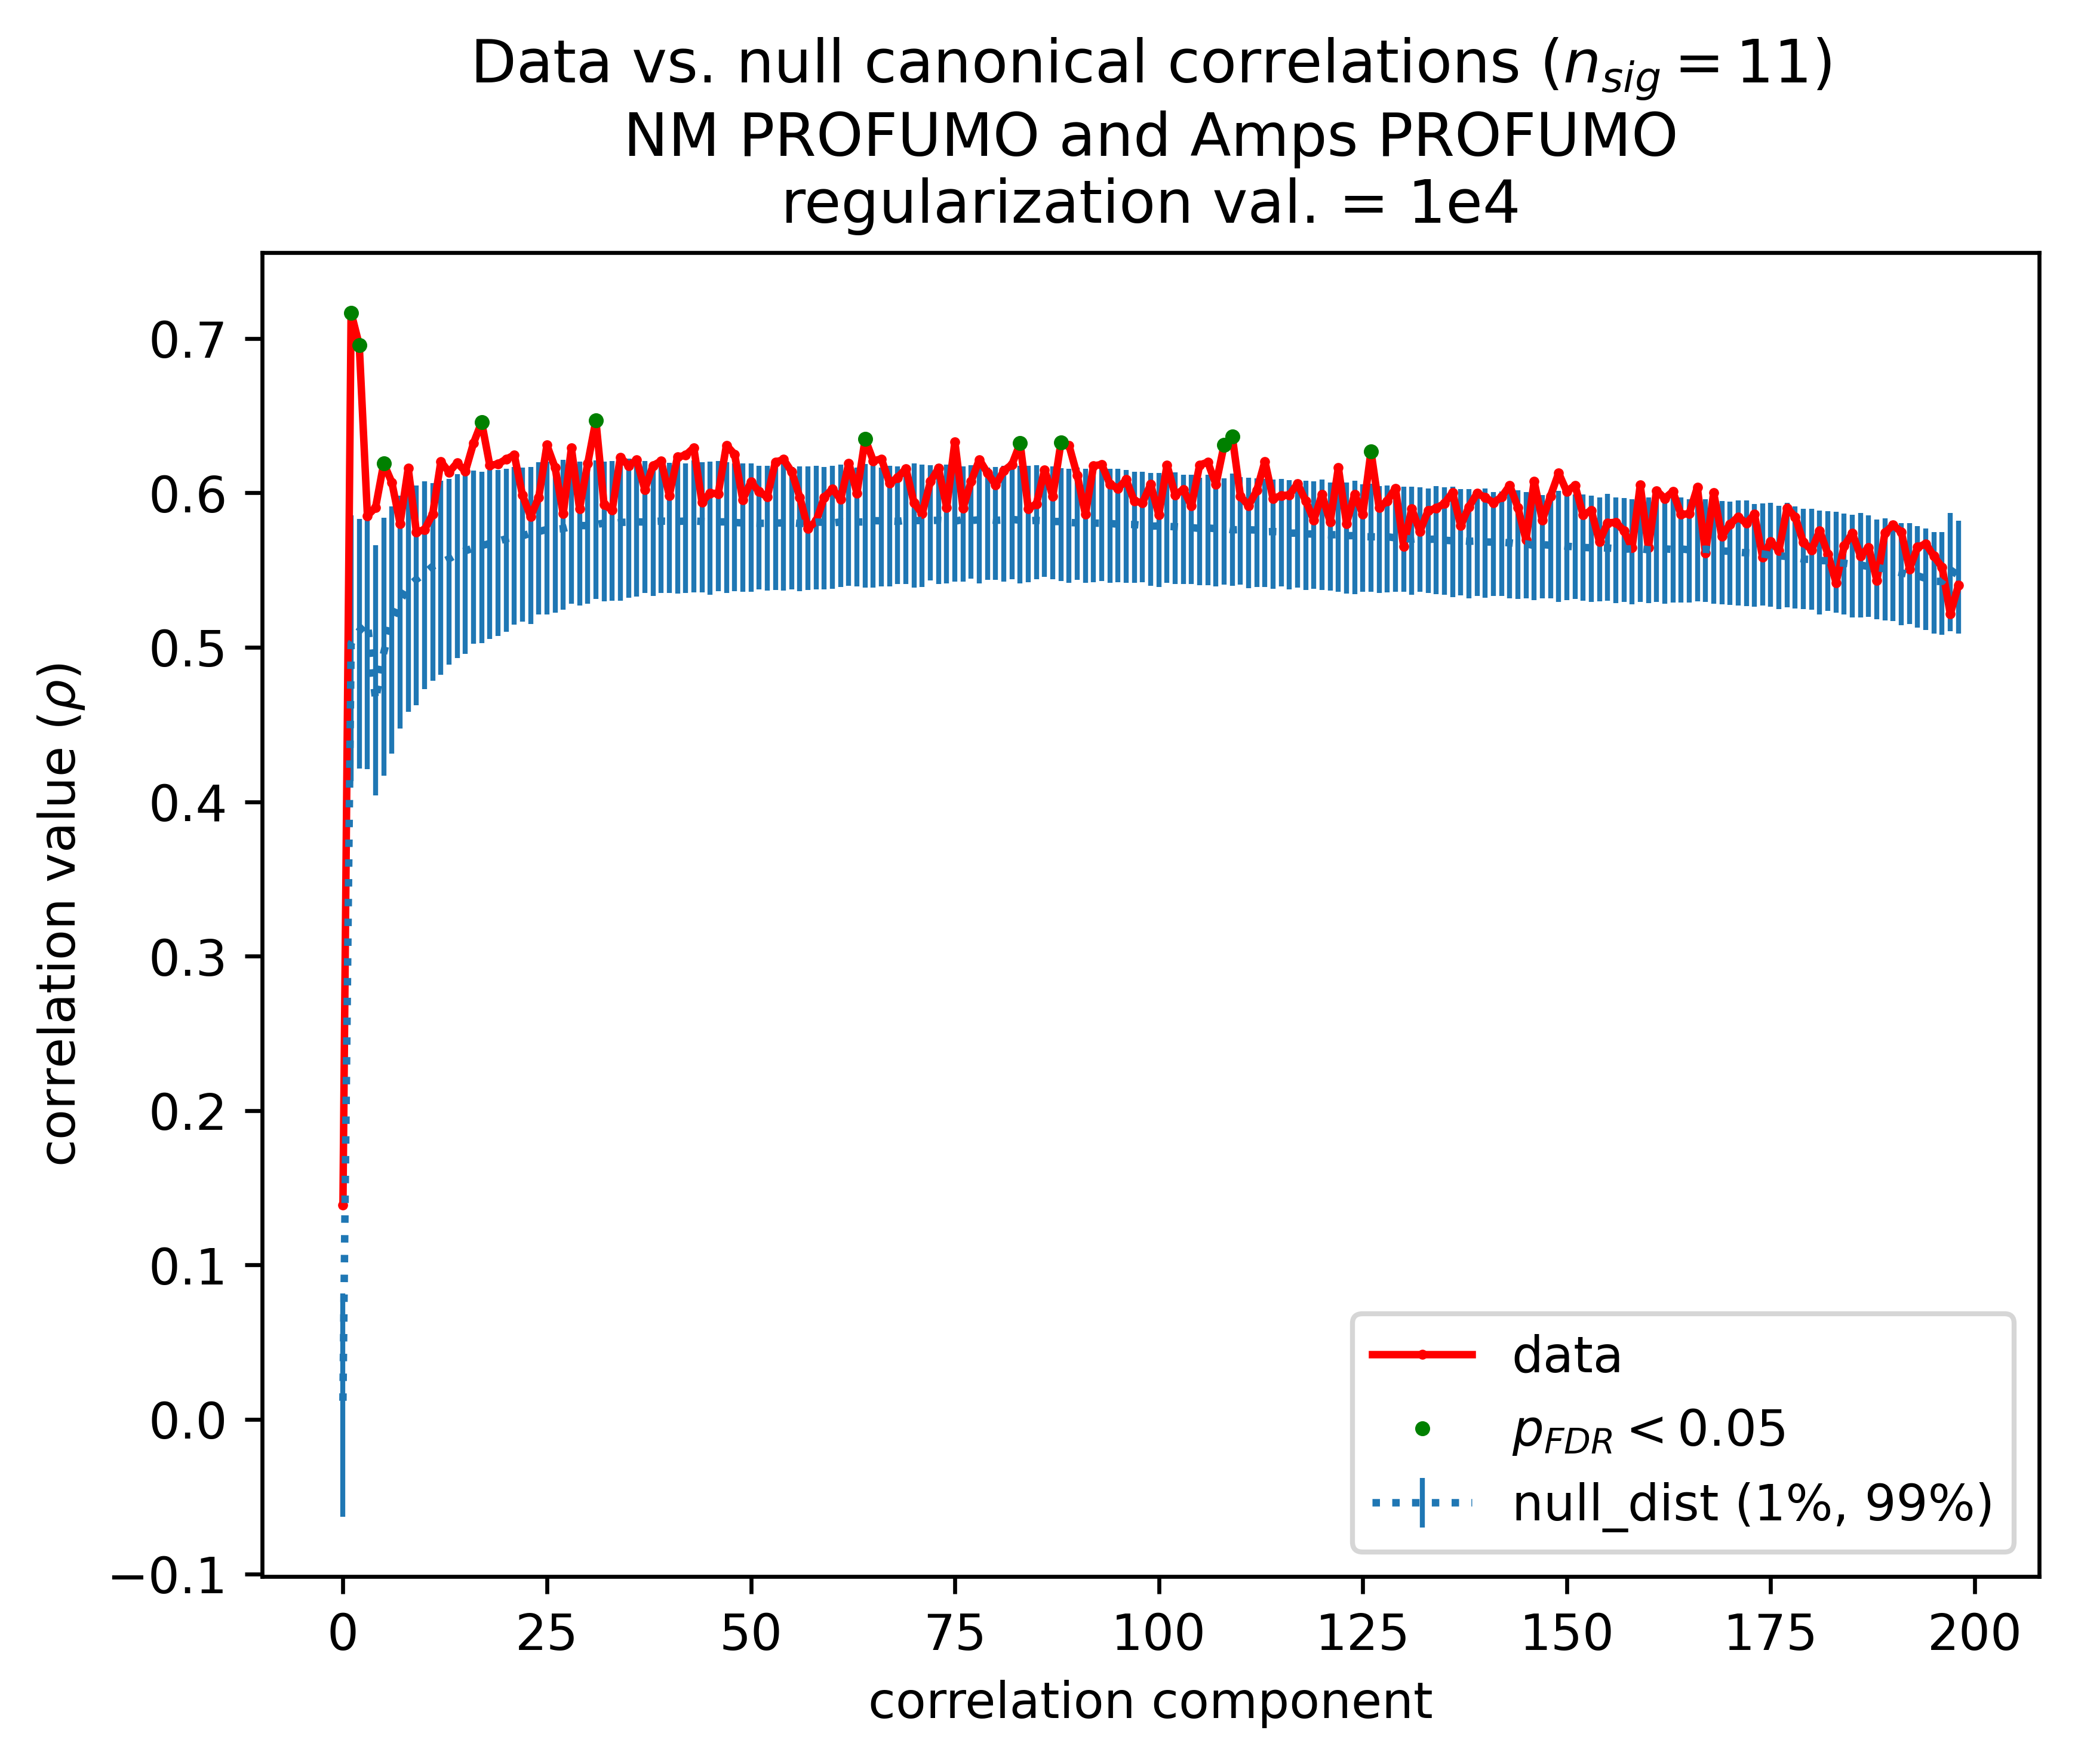 Data vs. null canonical correlations (n_sig = 11)
NM PROFUMO and Amps PROFUMO
regularization val. = 1e4
correlation value (ρ)
0.7
0.6
0.5
0.4
0.3
0.2
0.1
0.0
−0.1
data
p_FDR < 0.05
null_dist (1%, 99%)
0 25 50 75 100 125 150 175 200
correlation component